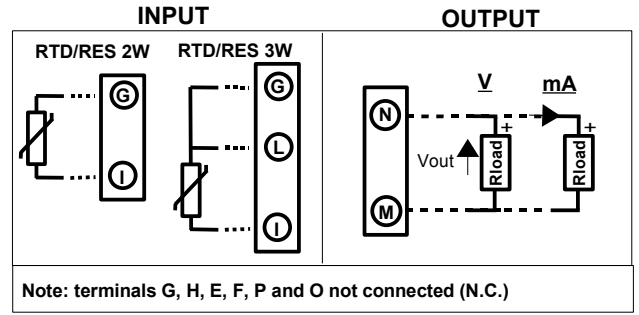 INPUT
OUTPUT
RTD/RES 2W
RTD/RES 3W
G
I
G
L
I
V
mA
N
M
Vout
+
Rload
+
Rload
Note: terminals G, H, E, F, P and O not connected (N.C.)